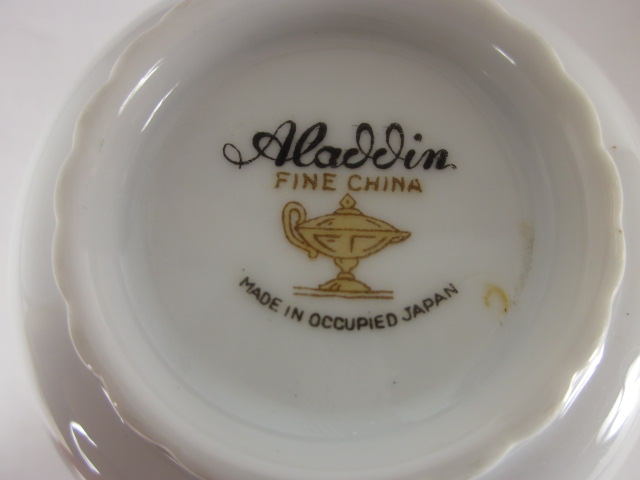 Aladdin
FINE CHINA
MADE IN OCCUPIED JAPAN